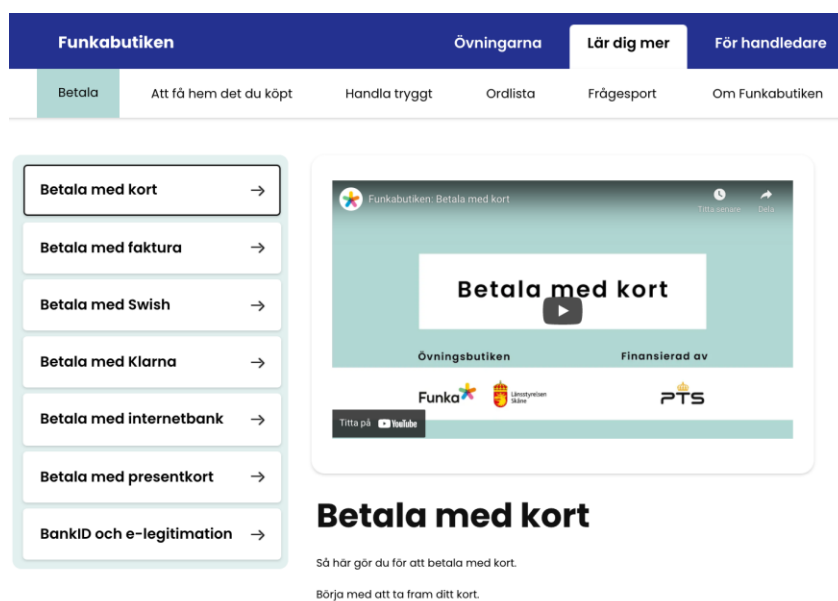 Funkabutiken
Övningarna
Lär dig mer
För handledare
Betala
Att få hem det du köpt
Handla tryggt
Ordlista
Frågesport
Om Funkabutiken
Betala med kort
Betala med faktura
Betala med Swish
Betala med Klarna
Betala med internetbank
Betala med presentkort
BankID och e-legitimation
Funkabutiken: Betala med kort
Titta senare
Dela
Betala med kort
Övningsbutiken
Finansierad av
Funka
Länsstyrelsen
Skåne
PTS
Titta på YouTube
Betala med kort
Så här gör du för att betala med kort.
Börja med att ta fram ditt kort.